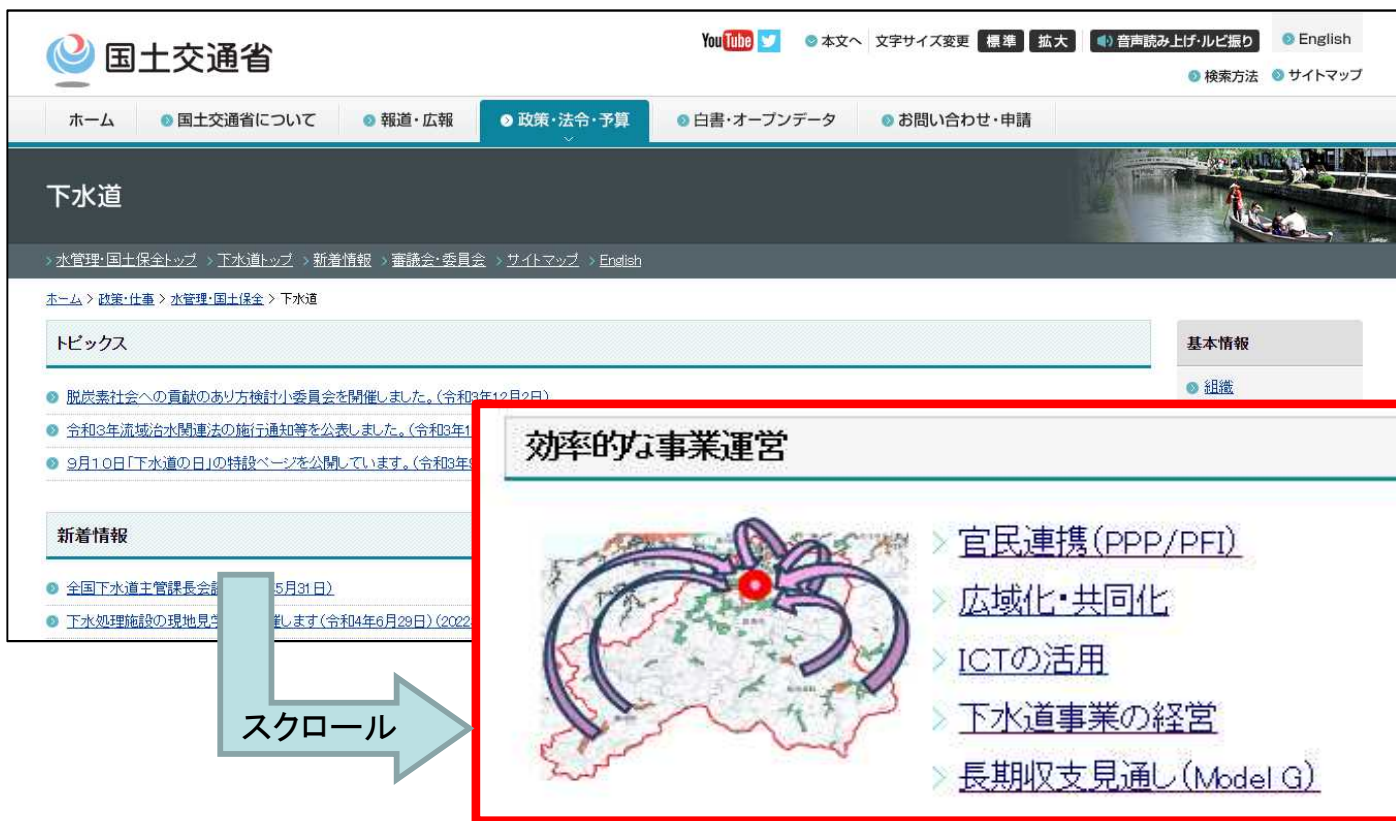 国土交通省
YouTube
本文へ 文字サイズ変更 標準 拡大 音声読み上げ・ルビ振り English
検索方法 サイトマップ
ホーム 国土交通省について 報道・広報 政策・法令・予算 白書・オープンデータ お問い合わせ・申請
下水道
水管理・国土保全トップ 下水道トップ 新着情報 審議会・委員会 サイトマップ English
ホーム > 政策・仕事 > 水管理・国土保全 > 下水道
トピックス
基本情報
脱炭素社会への貢献のあり方検討小委員会を開催しました。(令和3年12月2日)
組織
令和3年流域治水関連法の施行通知等を公表しました。(令和3年1
9月10日「下水道の日」の特設ページを公開しています。(令和3年
新着情報
全国下水道主管課長会 5月31日)
下水処理施設の現地見 催します(令和4年6月29日)(2022
スクロール
効率的な事業運営
官民連携(PPP/PFI)
広域化・共同化
ICTの活用
下水道事業の経営
長期収支見通し(Model G)